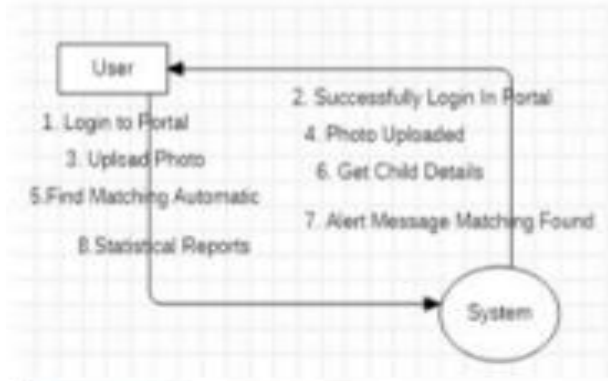 User
2. Successfully Login In Portal
1. Login to Portal
4. Photo Uploaded
3. Upload Photo
6. Get Child Details
5.Find Matching Automatic
7. Alert Message Matching Found
8.Statistical Reports
System